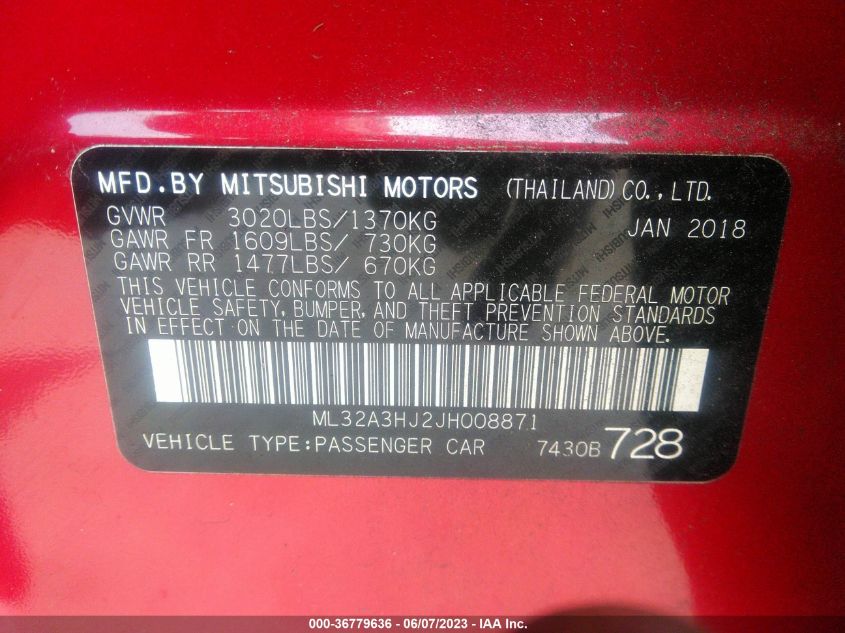 MFD.BY MITSUBISHI MOTORS (THAILAND)CO.,LTD.
GVWR 3020LBS/1370KG JAN 2018
GAWR FR 1609LBS/ 730KG
GAWR RR 1477LBS/ 670KG
THIS VEHICLE CONFORMS TO ALL APPLICABLE FEDERAL MOTOR
VEHICLE SAFETY, BUMPER, AND THEFT PREVENTION STANDARDS
IN EFFECT ON THE DATE OF MANUFACTURE SHOWN ABOVE.
ML32A3HJ2JH008871
VEHICLE TYPE:PASSENGER CAR 7430B 728
000-36779636 - 06/07/2023 - IAA Inc.